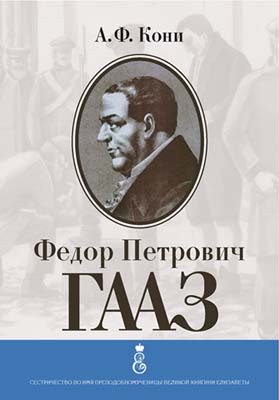 А.Ф. Кони
Федор Петрович
ГААЗ
СЕСТРИЧЕСТВО ВО ИМЯ ПРЕПОДОБНОМУЧЕНИЦЫ ВЕЛИКОЙ КНЯГИНИ ЕЛИЗАВЕТЫ